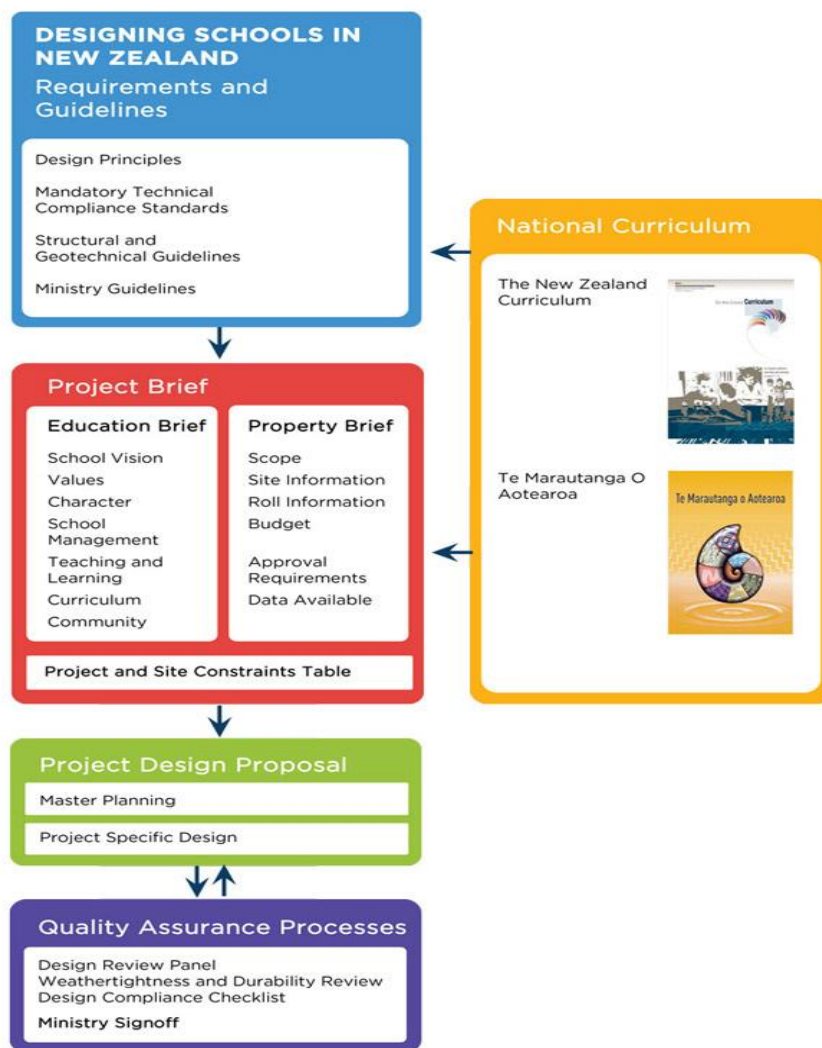 DESIGNING SCHOOLS IN
NEW ZEALAND
Requirements and
Guidelines
Design Principles
Mandatory Technical
Compliance Standards
Structural and
Geotechnical Guidelines
Ministry Guidelines
National Curriculum
The New Zealand
Curriculum
The New Zealand Curriculum
Te Marautanga O
Aotearoa
Te Marautanga o Aotearoa
Project Brief
Education Brief
School Vision
Values
Character
School
Management
Teaching and
Learning
Curriculum
Community
Property Brief
Scope
Site Information
Roll Information
Budget
Approval
Requirements
Data Available
Project and Site Constraints Table
Project Design Proposal
Master Planning
Project Specific Design
Quality Assurance Processes
Design Review Panel
Weathertightness and Durability Review
Design Compliance Checklist
Ministry Signoff